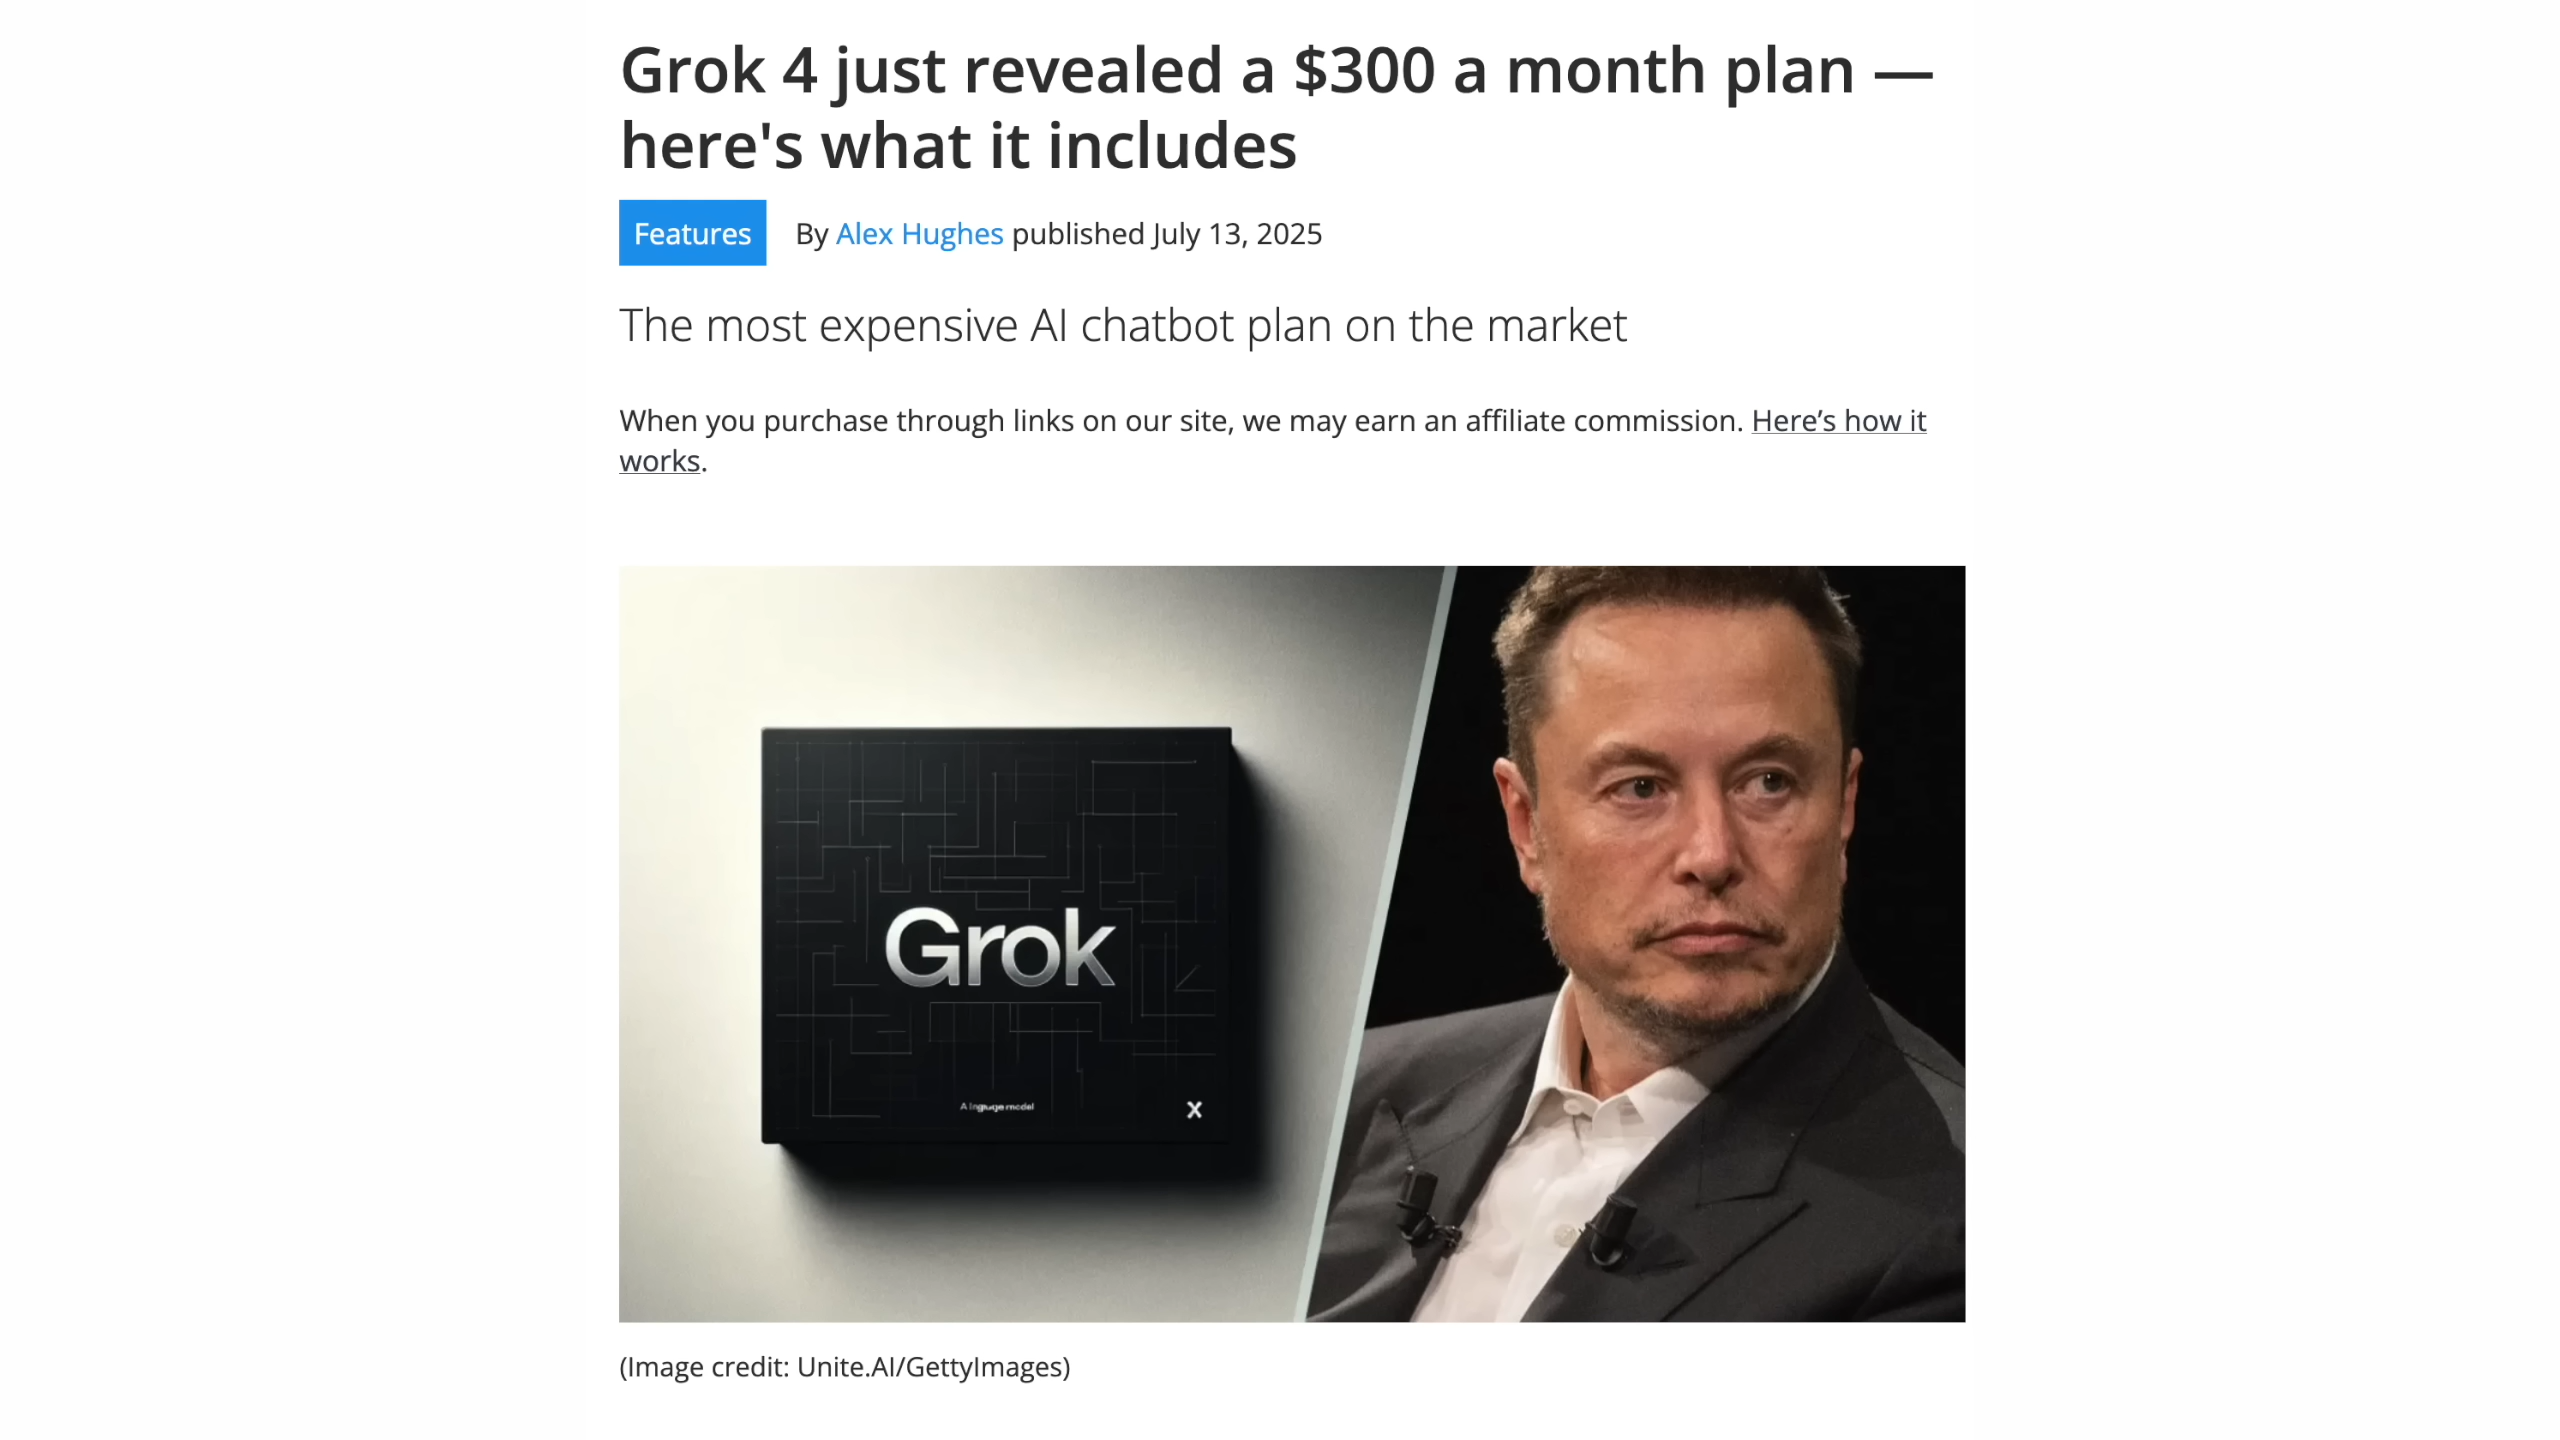 Grok 4 just revealed a $300 a month plan —
here's what it includes
Features
By Alex Hughes published July 13, 2025
The most expensive AI chatbot plan on the market
When you purchase through links on our site, we may earn an affiliate commission. Here’s how it
works.
Grok
X
(Image credit: Unite.AI/GettyImages)